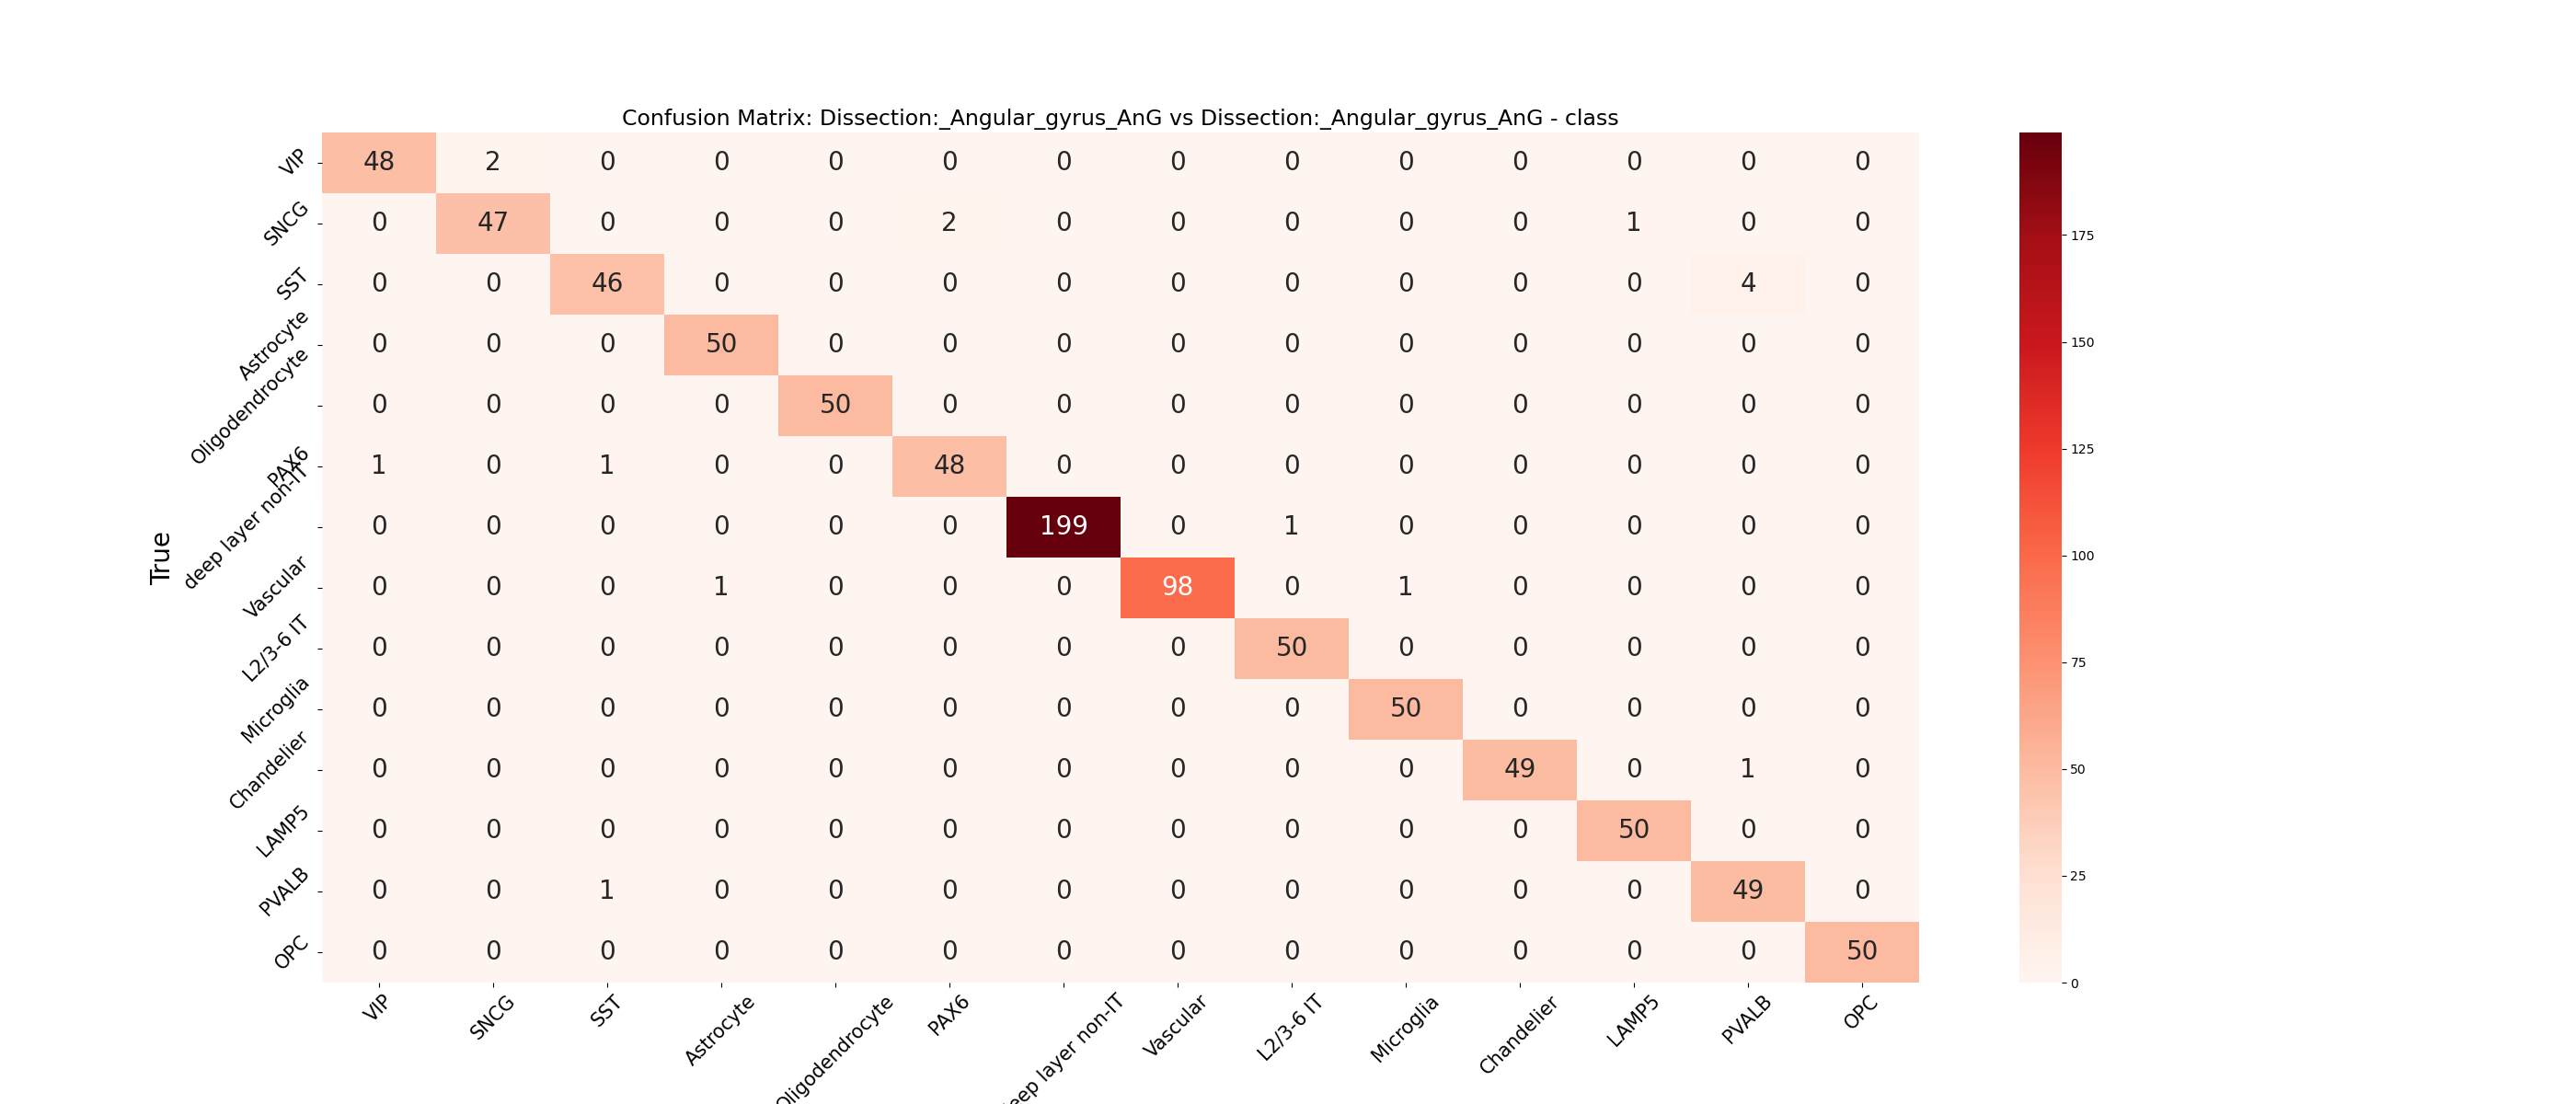 Confusion Matrix: Dissection:_Angular_gyrus_AnG vs Dissection:_Angular_gyrus_AnG - class
True
VIP 48 2 0 0 0 0 0 0 0 0 0 0 0 0
SNCG 0 47 0 0 0 2 0 0 0 0 0 1 0 0
SST 0 0 46 0 0 0 0 0 0 0 0 0 4 0
Astrocyte 0 0 0 50 0 0 0 0 0 0 0 0 0 0
Oligodendrocyte 0 0 0 0 50 0 0 0 0 0 0 0 0 0
PAX6 1 0 1 0 0 48 0 0 0 0 0 0 0 0
deep layer non-IT 0 0 0 0 0 0 199 0 1 0 0 0 0 0
Vascular 0 0 0 1 0 0 0 98 0 1 0 0 0 0
L2/3-6 IT 0 0 0 0 0 0 0 0 50 0 0 0 0 0
Microglia 0 0 0 0 0 0 0 0 0 50 0 0 0 0
Chandelier 0 0 0 0 0 0 0 0 0 0 49 0 1 0
LAMP5 0 0 0 0 0 0 0 0 0 0 0 50 0 0
PVALB 0 0 1 0 0 0 0 0 0 0 0 0 49 0
OPC 0 0 0 0 0 0 0 0 0 0 0 0 0 50
VIP SNCG SST Astrocyte Oligodendrocyte PAX6 eep layer non-IT Vascular L2/3-6 IT Microglia Chandelier LAMP5 PVALB OPC
175
150
125
100
75
50
25
0